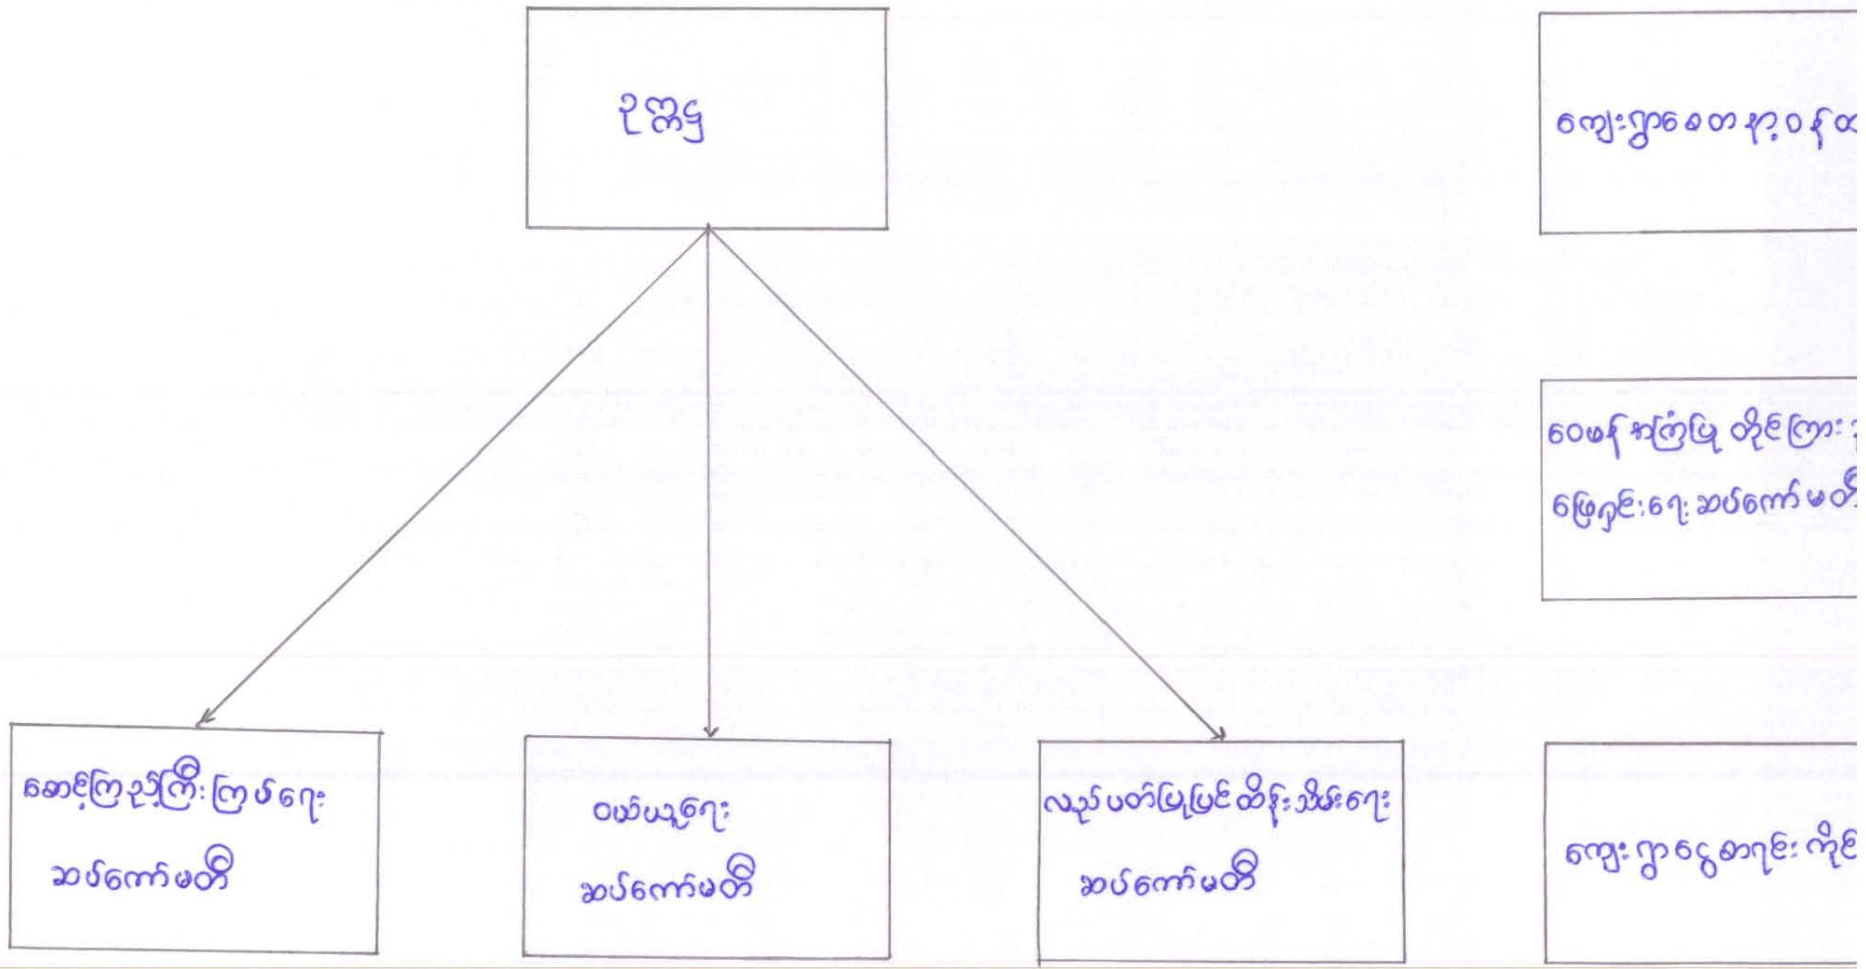 ဥက္ကဋ္ဌ
ကျေးရွာစေတနာ့ဝန်ထ
ဝေဖန်အကြံပြု တိုင်ကြား
ဖြေရှင်းရေး ဆပ်ကော်မတီ
စောင့်ကြည့်ကြီးကြပ်ရေး
ဆပ်ကော်မတီ
ဝယ်ယူရေး
ဆပ်ကော်မတီ
လည်ပတ်ပြုပြင်ထိန်းသိမ်းရေး
ဆပ်ကော်မတီ
ကျေးရွာငွေစာရင်းကိုင်